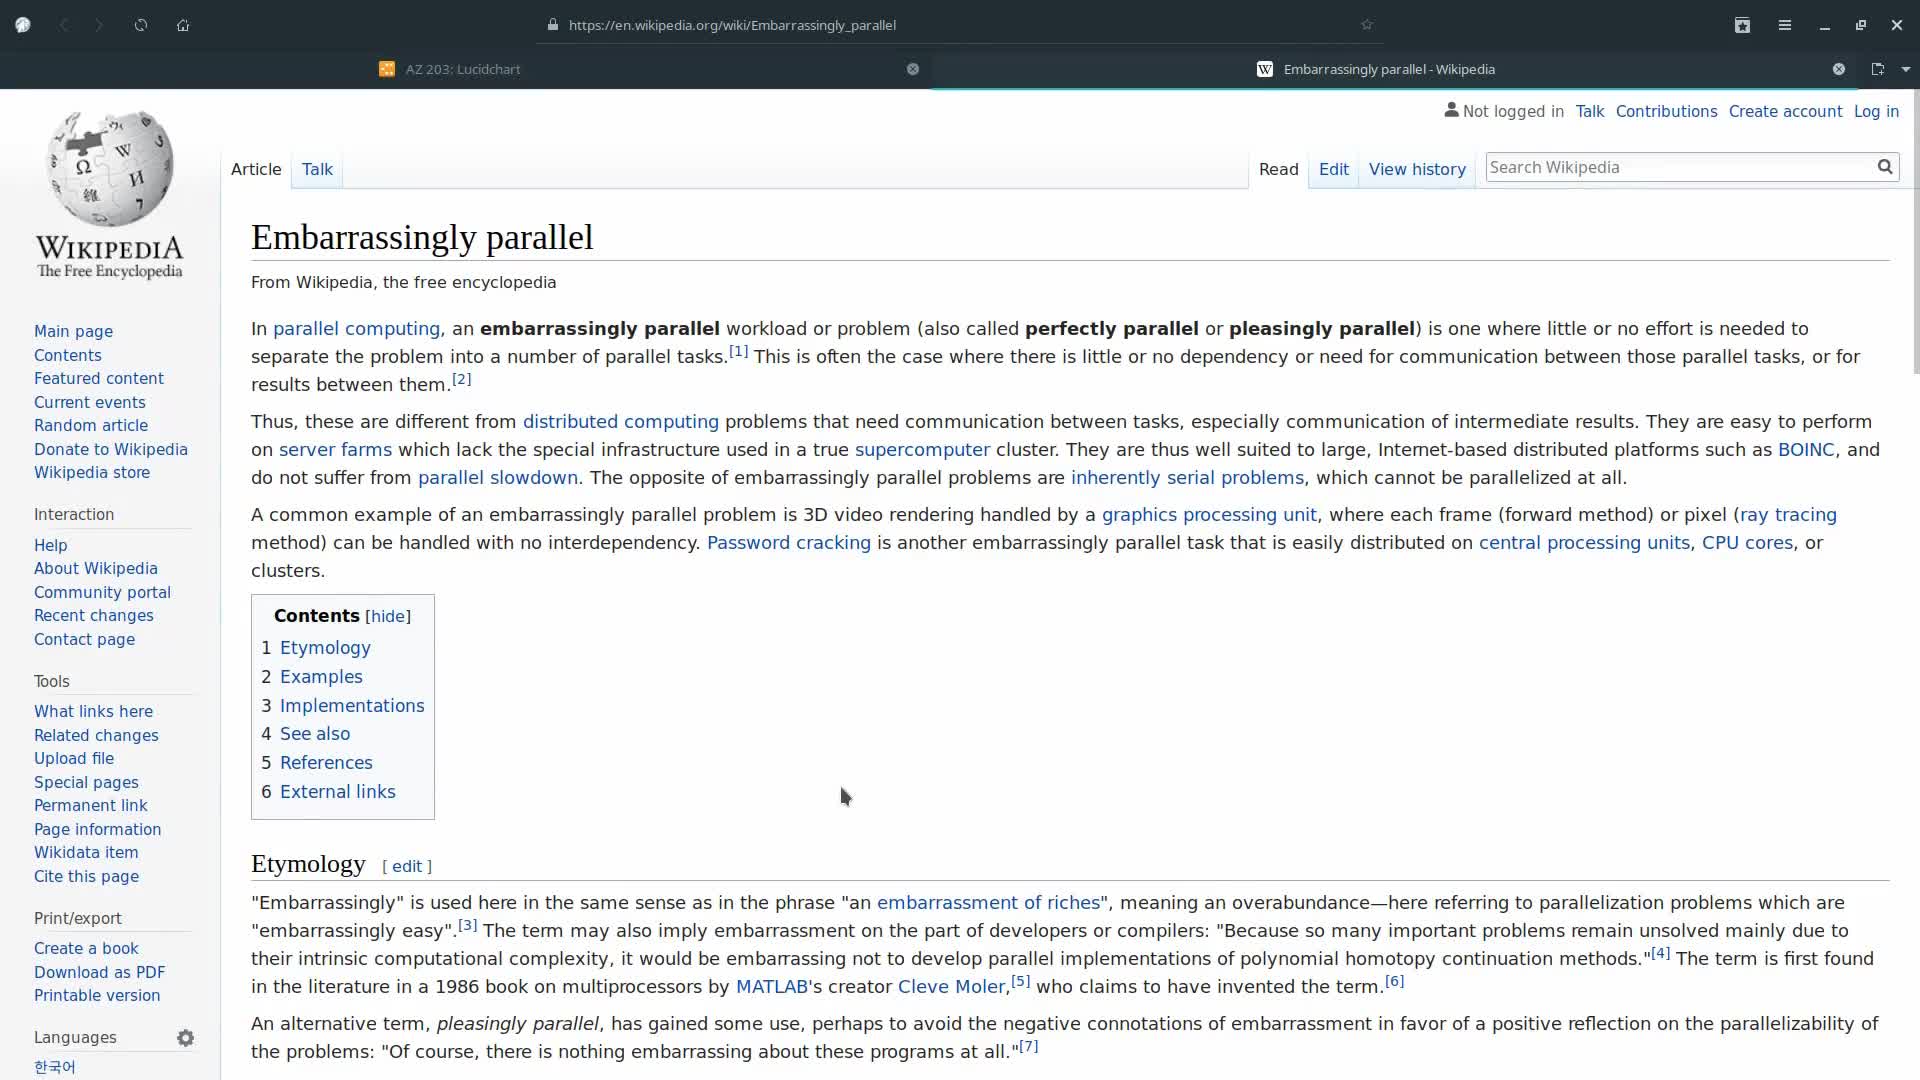 https://en.wikipedia.org/wiki/Embarrassingly_parallel
AZ 203: Lucidchart
Embarrassingly parallel - Wikipedia
Not logged in Talk Contributions Create account Log in
Article Talk
Read Edit View history Search Wikipedia
WIKIPEDIA
The Free Encyclopedia
Main page
Contents
Featured content
Current events
Random article
Donate to Wikipedia
Wikipedia store
Interaction
Help
About Wikipedia
Community portal
Recent changes
Contact page
Tools
What links here
Related changes
Upload file
Special pages
Permanent link
Page information
Wikidata item
Cite this page
Print/export
Create a book
Download as PDF
Printable version
Languages
한국어
Embarrassingly parallel
From Wikipedia, the free encyclopedia
In parallel computing, an embarrassingly parallel workload or problem (also called perfectly parallel or pleasingly parallel) is one where little or no effort is needed to
separate the problem into a number of parallel tasks.[1] This is often the case where there is little or no dependency or need for communication between those parallel tasks, or for
results between them.[2]
Thus, these are different from distributed computing problems that need communication between tasks, especially communication of intermediate results. They are easy to perform
on server farms which lack the special infrastructure used in a true supercomputer cluster. They are thus well suited to large, Internet-based distributed platforms such as BOINC, and
do not suffer from parallel slowdown. The opposite of embarrassingly parallel problems are inherently serial problems, which cannot be parallelized at all.
A common example of an embarrassingly parallel problem is 3D video rendering handled by a graphics processing unit, where each frame (forward method) or pixel (ray tracing
method) can be handled with no interdependency. Password cracking is another embarrassingly parallel task that is easily distributed on central processing units, CPU cores, or
clusters.
Contents [hide]
1 Etymology
2 Examples
3 Implementations
4 See also
5 References
6 External links
Etymology [ edit ]
"Embarrassingly" is used here in the same sense as in the phrase "an embarrassment of riches", meaning an overabundance—here referring to parallelization problems which are
"embarrassingly easy".[3] The term may also imply embarrassment on the part of developers or compilers: "Because so many important problems remain unsolved mainly due to
their intrinsic computational complexity, it would be embarrassing not to develop parallel implementations of polynomial homotopy continuation methods."[4] The term is first found
in the literature in a 1986 book on multiprocessors by MATLAB's creator Cleve Moler,[5] who claims to have invented the term.[6]
An alternative term, pleasingly parallel, has gained some use, perhaps to avoid the negative connotations of embarrassment in favor of a positive reflection on the parallelizability of
the problems: "Of course, there is nothing embarrassing about these programs at all."[7]